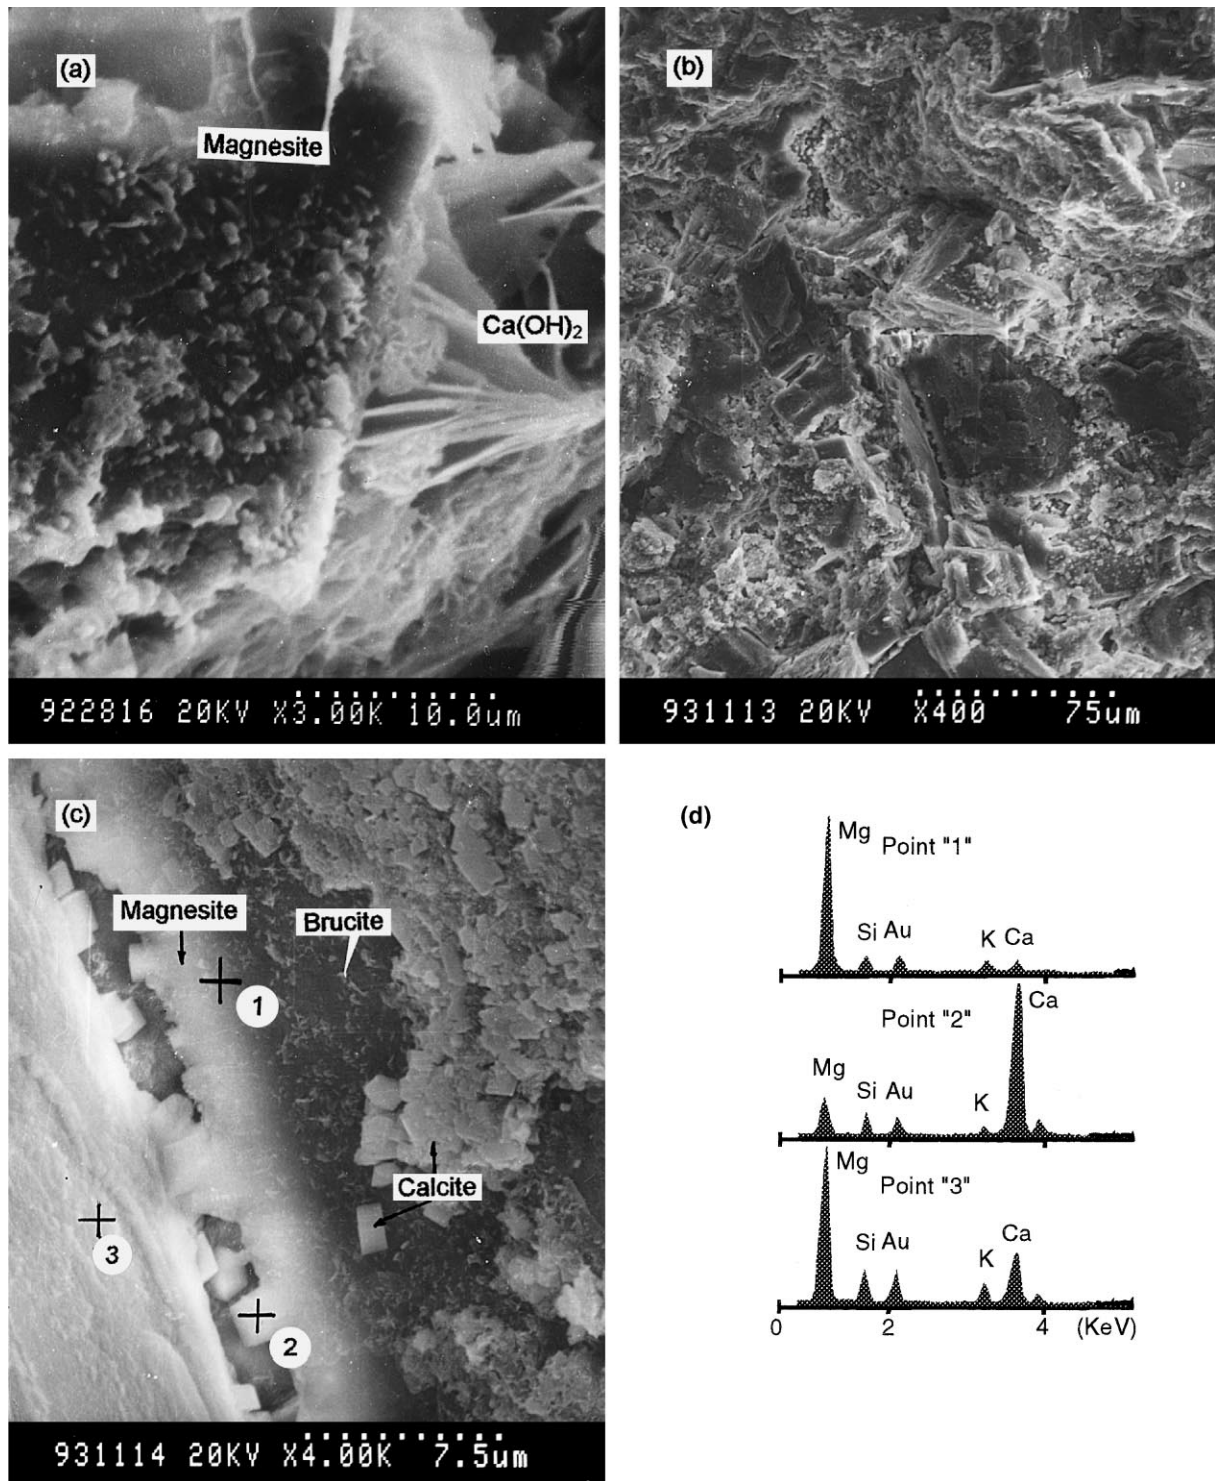 (a)
Magnesite
Ca(OH)₂
922816 20KV X3.00K 10.0um
(b)
931113 20KV X400 75um
(c)
Magnesite
Brucite
1
Calcite
3
2
931114 20KV X4.00K 7.5um
(d)
Mg Point "1"
Si Au K Ca
Point "2" Ca
Mg
Si Au K
Mg Point "3"
Si Au K Ca
0 2 4 (KeV)